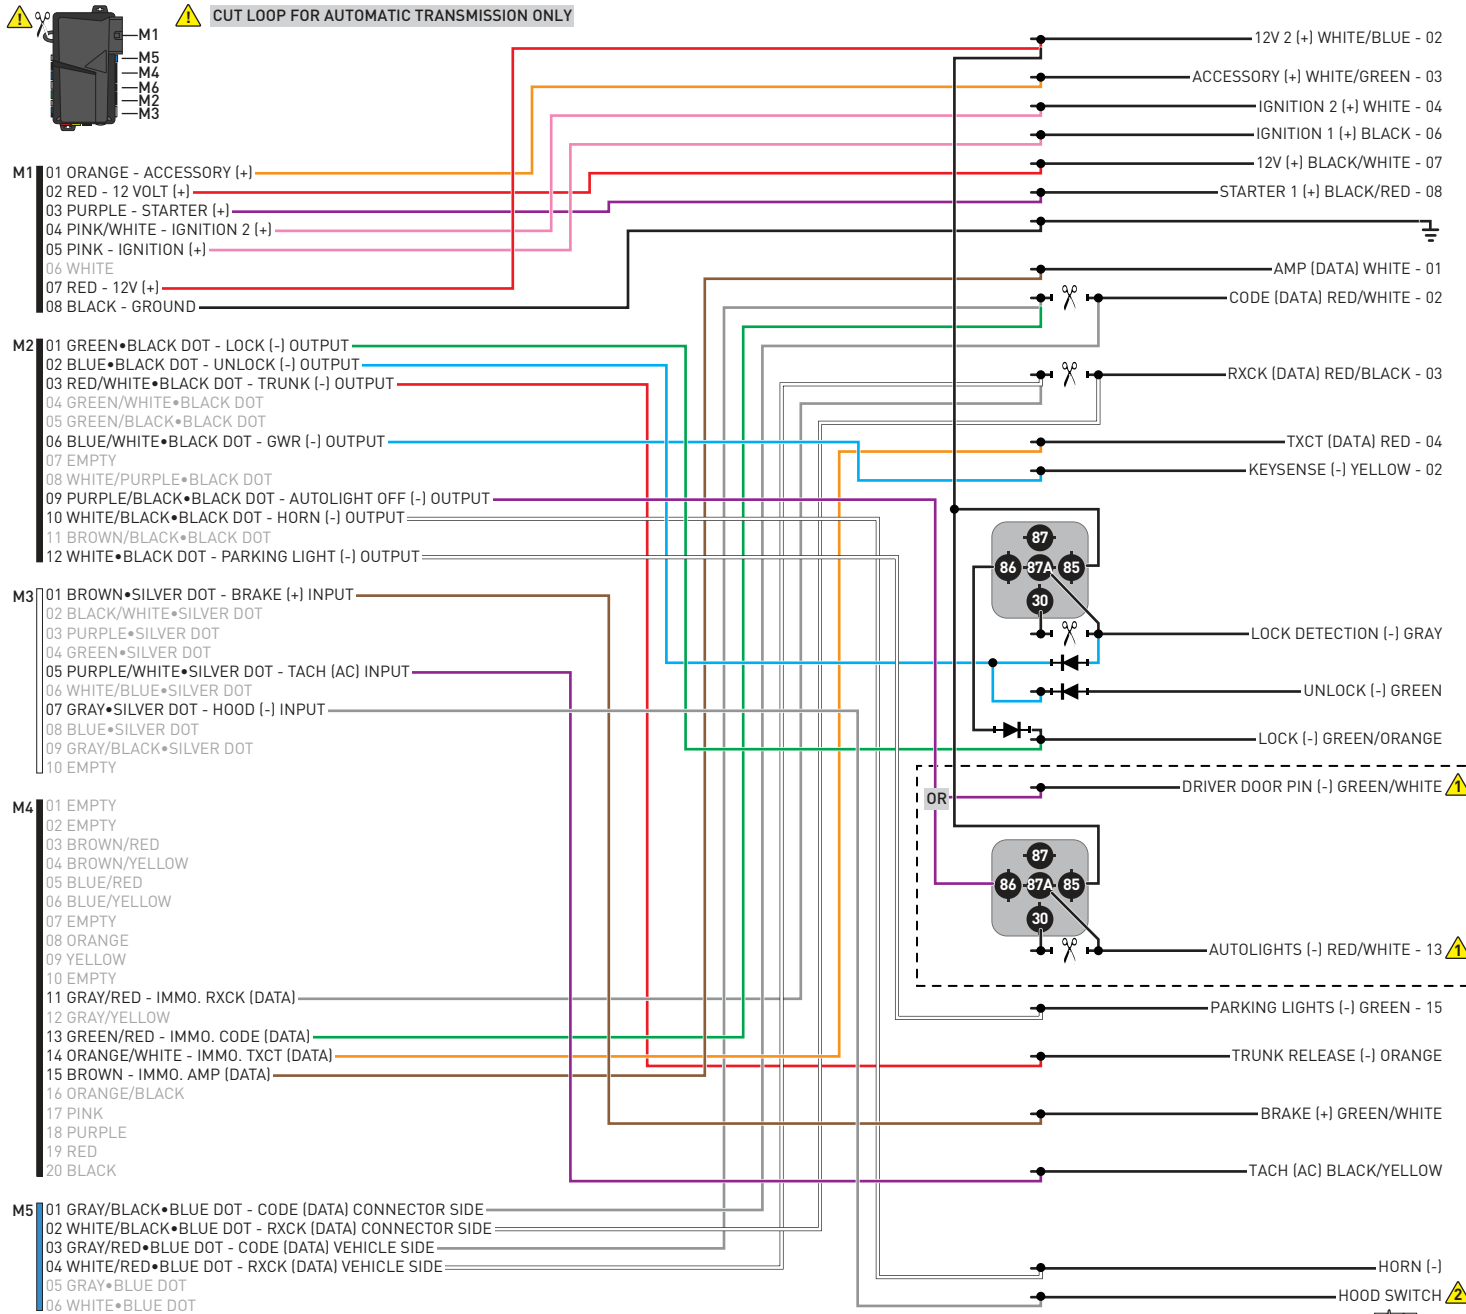 CUT LOOP FOR AUTOMATIC TRANSMISSION ONLY
M1
M5
M4
M6
M2
M3
M1
01 ORANGE - ACCESSORY (+)
02 RED - 12 VOLT (+)
03 PURPLE - STARTER (+)
04 PINK/WHITE - IGNITION 2 (+)
05 PINK - IGNITION (+)
06 WHITE
07 RED - 12V (+)
08 BLACK - GROUND
M2
01 GREEN•BLACK DOT - LOCK (-) OUTPUT
02 BLUE•BLACK DOT - UNLOCK (-) OUTPUT
03 RED/WHITE•BLACK DOT - TRUNK (-) OUTPUT
04 GREEN/WHITE•BLACK DOT
05 GREEN/BLACK•BLACK DOT
06 BLUE/WHITE•BLACK DOT - GWR (-) OUTPUT
07 EMPTY
08 WHITE/PURPLE•BLACK DOT
09 PURPLE/BLACK•BLACK DOT - AUTOLIGHT OFF (-) OUTPUT
10 WHITE/BLACK•BLACK DOT - HORN (-) OUTPUT
11 BROWN/BLACK•BLACK DOT
12 WHITE•BLACK DOT - PARKING LIGHT (-) OUTPUT
M3
01 BROWN•SILVER DOT - BRAKE (+) INPUT
02 BLACK/WHITE•SILVER DOT
03 PURPLE•SILVER DOT
04 GREEN•SILVER DOT
05 PURPLE/WHITE•SILVER DOT - TACH (AC) INPUT
06 WHITE/BLUE•SILVER DOT
07 GRAY•SILVER DOT - HOOD (-) INPUT
08 BLUE•SILVER DOT
09 GRAY/BLACK•SILVER DOT
10 EMPTY
M4
01 EMPTY
02 EMPTY
03 BROWN/RED
04 BROWN/YELLOW
05 BLUE/RED
06 BLUE/YELLOW
07 EMPTY
08 ORANGE
09 YELLOW
10 EMPTY
11 GRAY/RED - IMMO. RXCK (DATA)
12 GRAY/YELLOW
13 GREEN/RED - IMMO. CODE (DATA)
14 ORANGE/WHITE - IMMO. TXCT (DATA)
15 BROWN - IMMO. AMP (DATA)
16 ORANGE/BLACK
17 PINK
18 PURPLE
19 RED
20 BLACK
M5
01 GRAY/BLACK•BLUE DOT - CODE (DATA) CONNECTOR SIDE
02 WHITE/BLACK•BLUE DOT - RXCK (DATA) CONNECTOR SIDE
03 GRAY/RED•BLUE DOT - CODE (DATA) VEHICLE SIDE
04 WHITE/RED•BLUE DOT - RXCK (DATA) VEHICLE SIDE
05 GRAY•BLUE DOT
06 WHITE•BLUE DOT
12V 2 (+) WHITE/BLUE - 02
ACCESSORY (+) WHITE/GREEN - 03
IGNITION 2 (+) WHITE - 04
IGNITION 1 (+) BLACK - 06
12V (+) BLACK/WHITE - 07
STARTER 1 (+) BLACK/RED - 08
AMP (DATA) WHITE - 01
CODE (DATA) RED/WHITE - 02
RXCK (DATA) RED/BLACK - 03
TXCT (DATA) RED - 04
KEYSENSE (-) YELLOW - 02
87
86 87A 85
30
LOCK DETECTION (-) GRAY
UNLOCK (-) GREEN
LOCK (-) GREEN/ORANGE
OR
DRIVER DOOR PIN (-) GREEN/WHITE 1
87
86 87A 85
30
AUTOLIGHTS (-) RED/WHITE - 13 1
PARKING LIGHTS (-) GREEN - 15
TRUNK RELEASE (-) ORANGE
BRAKE (+) GREEN/WHITE
TACH (AC) BLACK/YELLOW
HORN (-)
HOOD SWITCH 2